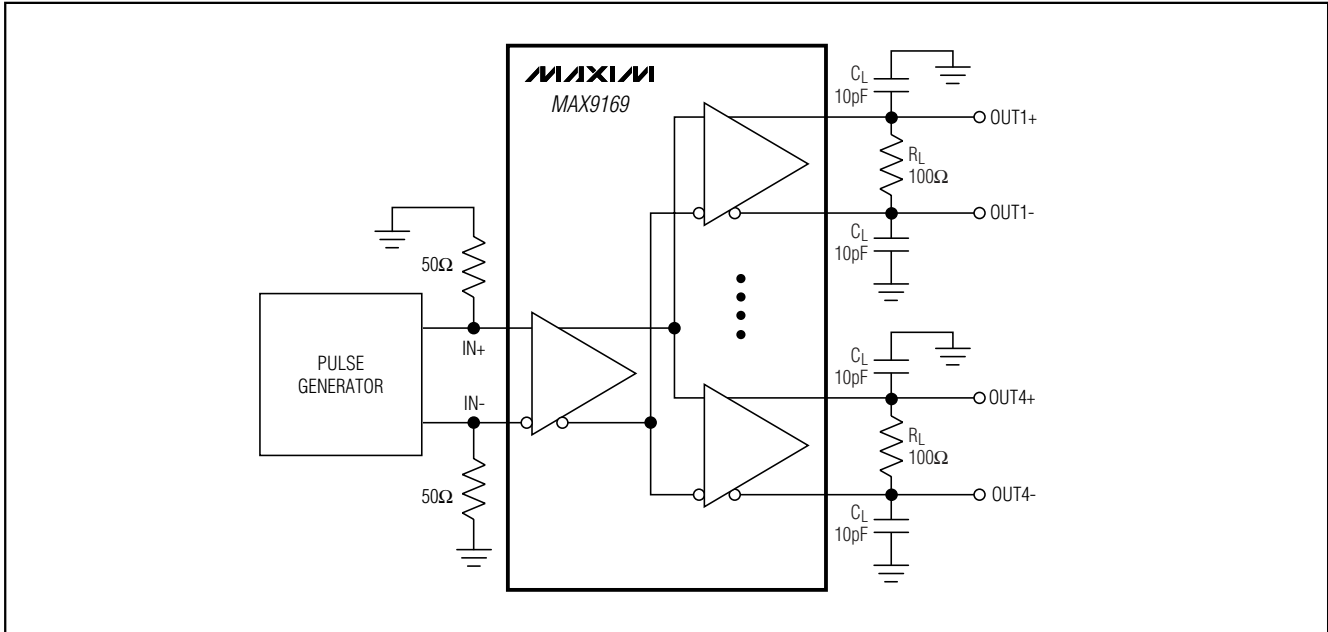 MAXIM
MAX9169
CL
10pF
OUT1+
RL
100Ω
OUT1-
CL
10pF
50Ω
IN+
PULSE
GENERATOR
IN-
50Ω
CL
10pF
OUT4+
RL
100Ω
OUT4-
CL
10pF